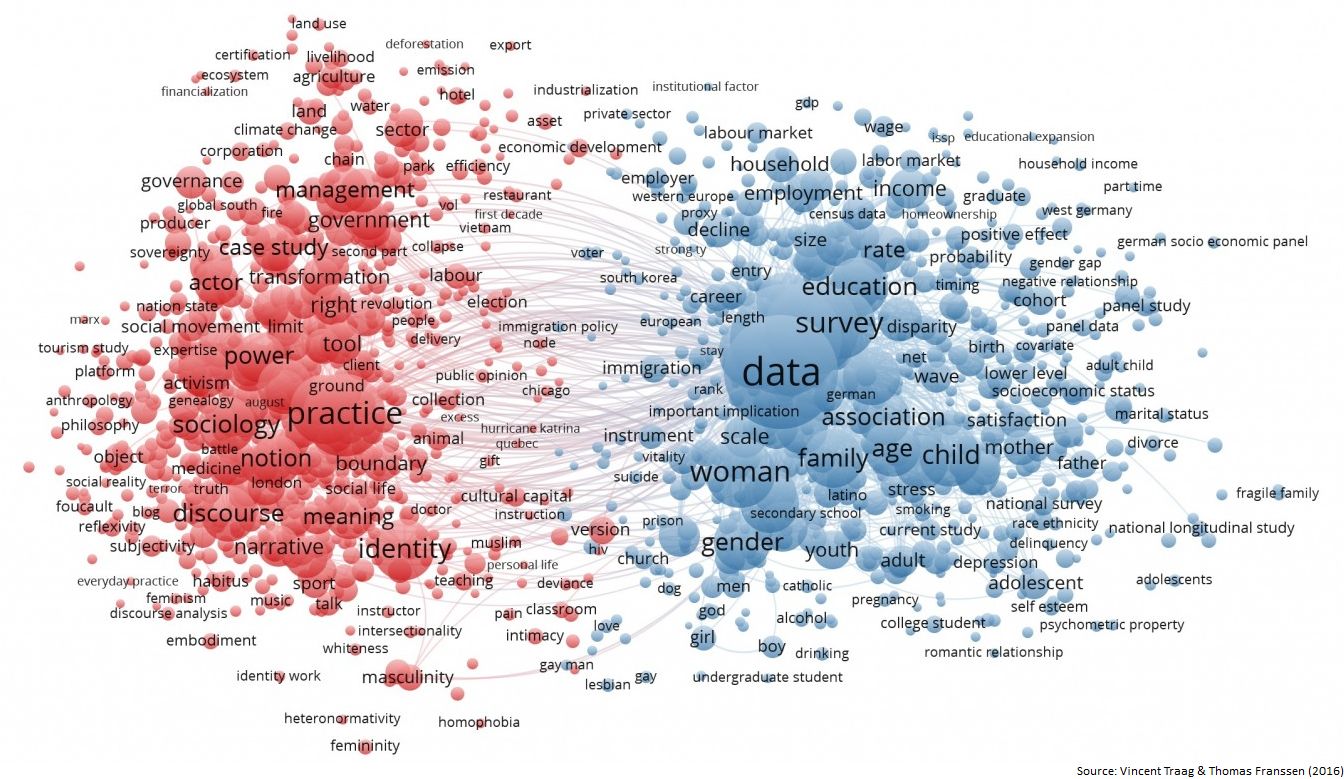 land use
deforestation
export
certification
livelihood
ecosystem
agriculture
emission
financialization
hotel
industrialization
institutional factor
land
water
asset
private sector
gdp
climate change
sector
labour market
wage
issp
educational expansion
corporation
chain
economic development
household
labor market
household income
park
efficiency
governance
management
employer
employment
income
graduate
part time
global south
fire
vol
restaurant
western europe
producer
government
first decade
proxy
census data
homeownership
west germany
vietnam
decline
sovereignty
case study
second part
collapse
voter
strong ty
size
rate
positive effect
german socio economic panel
probability
actor
transformation
labour
south korea
entry
gender gap
education
timing
negative relationship
nation state
right
revolution
election
career
cohort
panel study
marx
social movement
limit
people
immigration policy
european
length
survey
disparity
panel data
tourism study
expertise
power
tool
delivery
node
stay
net
birth
covariate
platform
client
immigration
data
wave
lower level
adult child
activism
ground
public opinion
chicago
rank
german
socioeconomic status
anthropology
genealogy
august
collection
important implication
practice
excess
association
satisfaction
marital status
philosophy
sociology
hurricane katrina
animal
quebec
instrument
scale
battle
age
child
mother
divorce
object
medicine
notion
boundary
gift
vitality
woman
family
father
social reality
terror
truth
london
social life
suicide
latino
stress
fragile family
foucault
blog
discourse
meaning
doctor
cultural capital
instruction
secondary school
smoking
national survey
reflexivity
version
prison
current study
race ethnicity
national longitudinal study
subjectivity
narrative
identity
muslim
hiv
church
gender
youth
adult
delinquency
depression
everyday practice
habitus
sport
teaching
personal life
deviance
dog
men
catholic
adolescent
adolescents
feminism
music
talk
pregnancy
self esteem
discourse analysis
instructor
pain
classroom
god
alcohol
college student
psychometric property
embodiment
intersectionality
intimacy
love
girl
whiteness
boy
drinking
romantic relationship
identity work
masculinity
gay man
lesbian
gay
undergraduate student
heteronormativity
homophobia
femininity
Source: Vincent Traag & Thomas Franssen (2016)